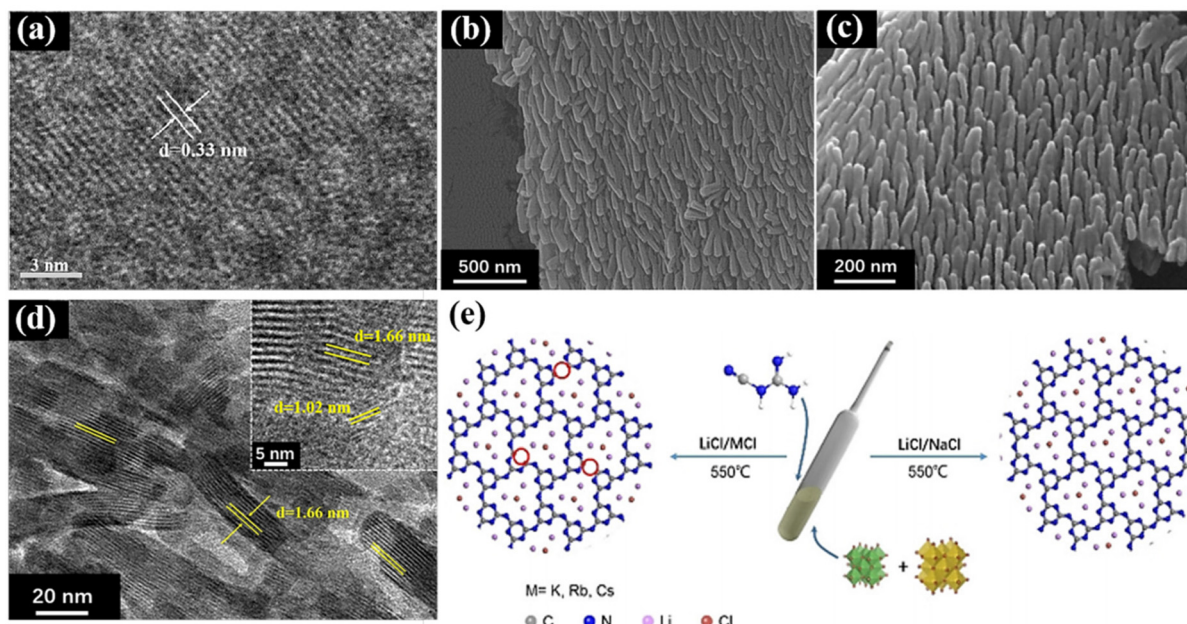 (a)
d=0.33 nm
3 nm
(b)
500 nm
(c)
200 nm
(d)
d=1.66 nm
d=1.02 nm
5 nm
d=1.66 nm
20 nm
(e)
LiCl/MCl
550℃
LiCl/NaCl
550℃
+
M= K, Rb, Cs
C N Li Cl